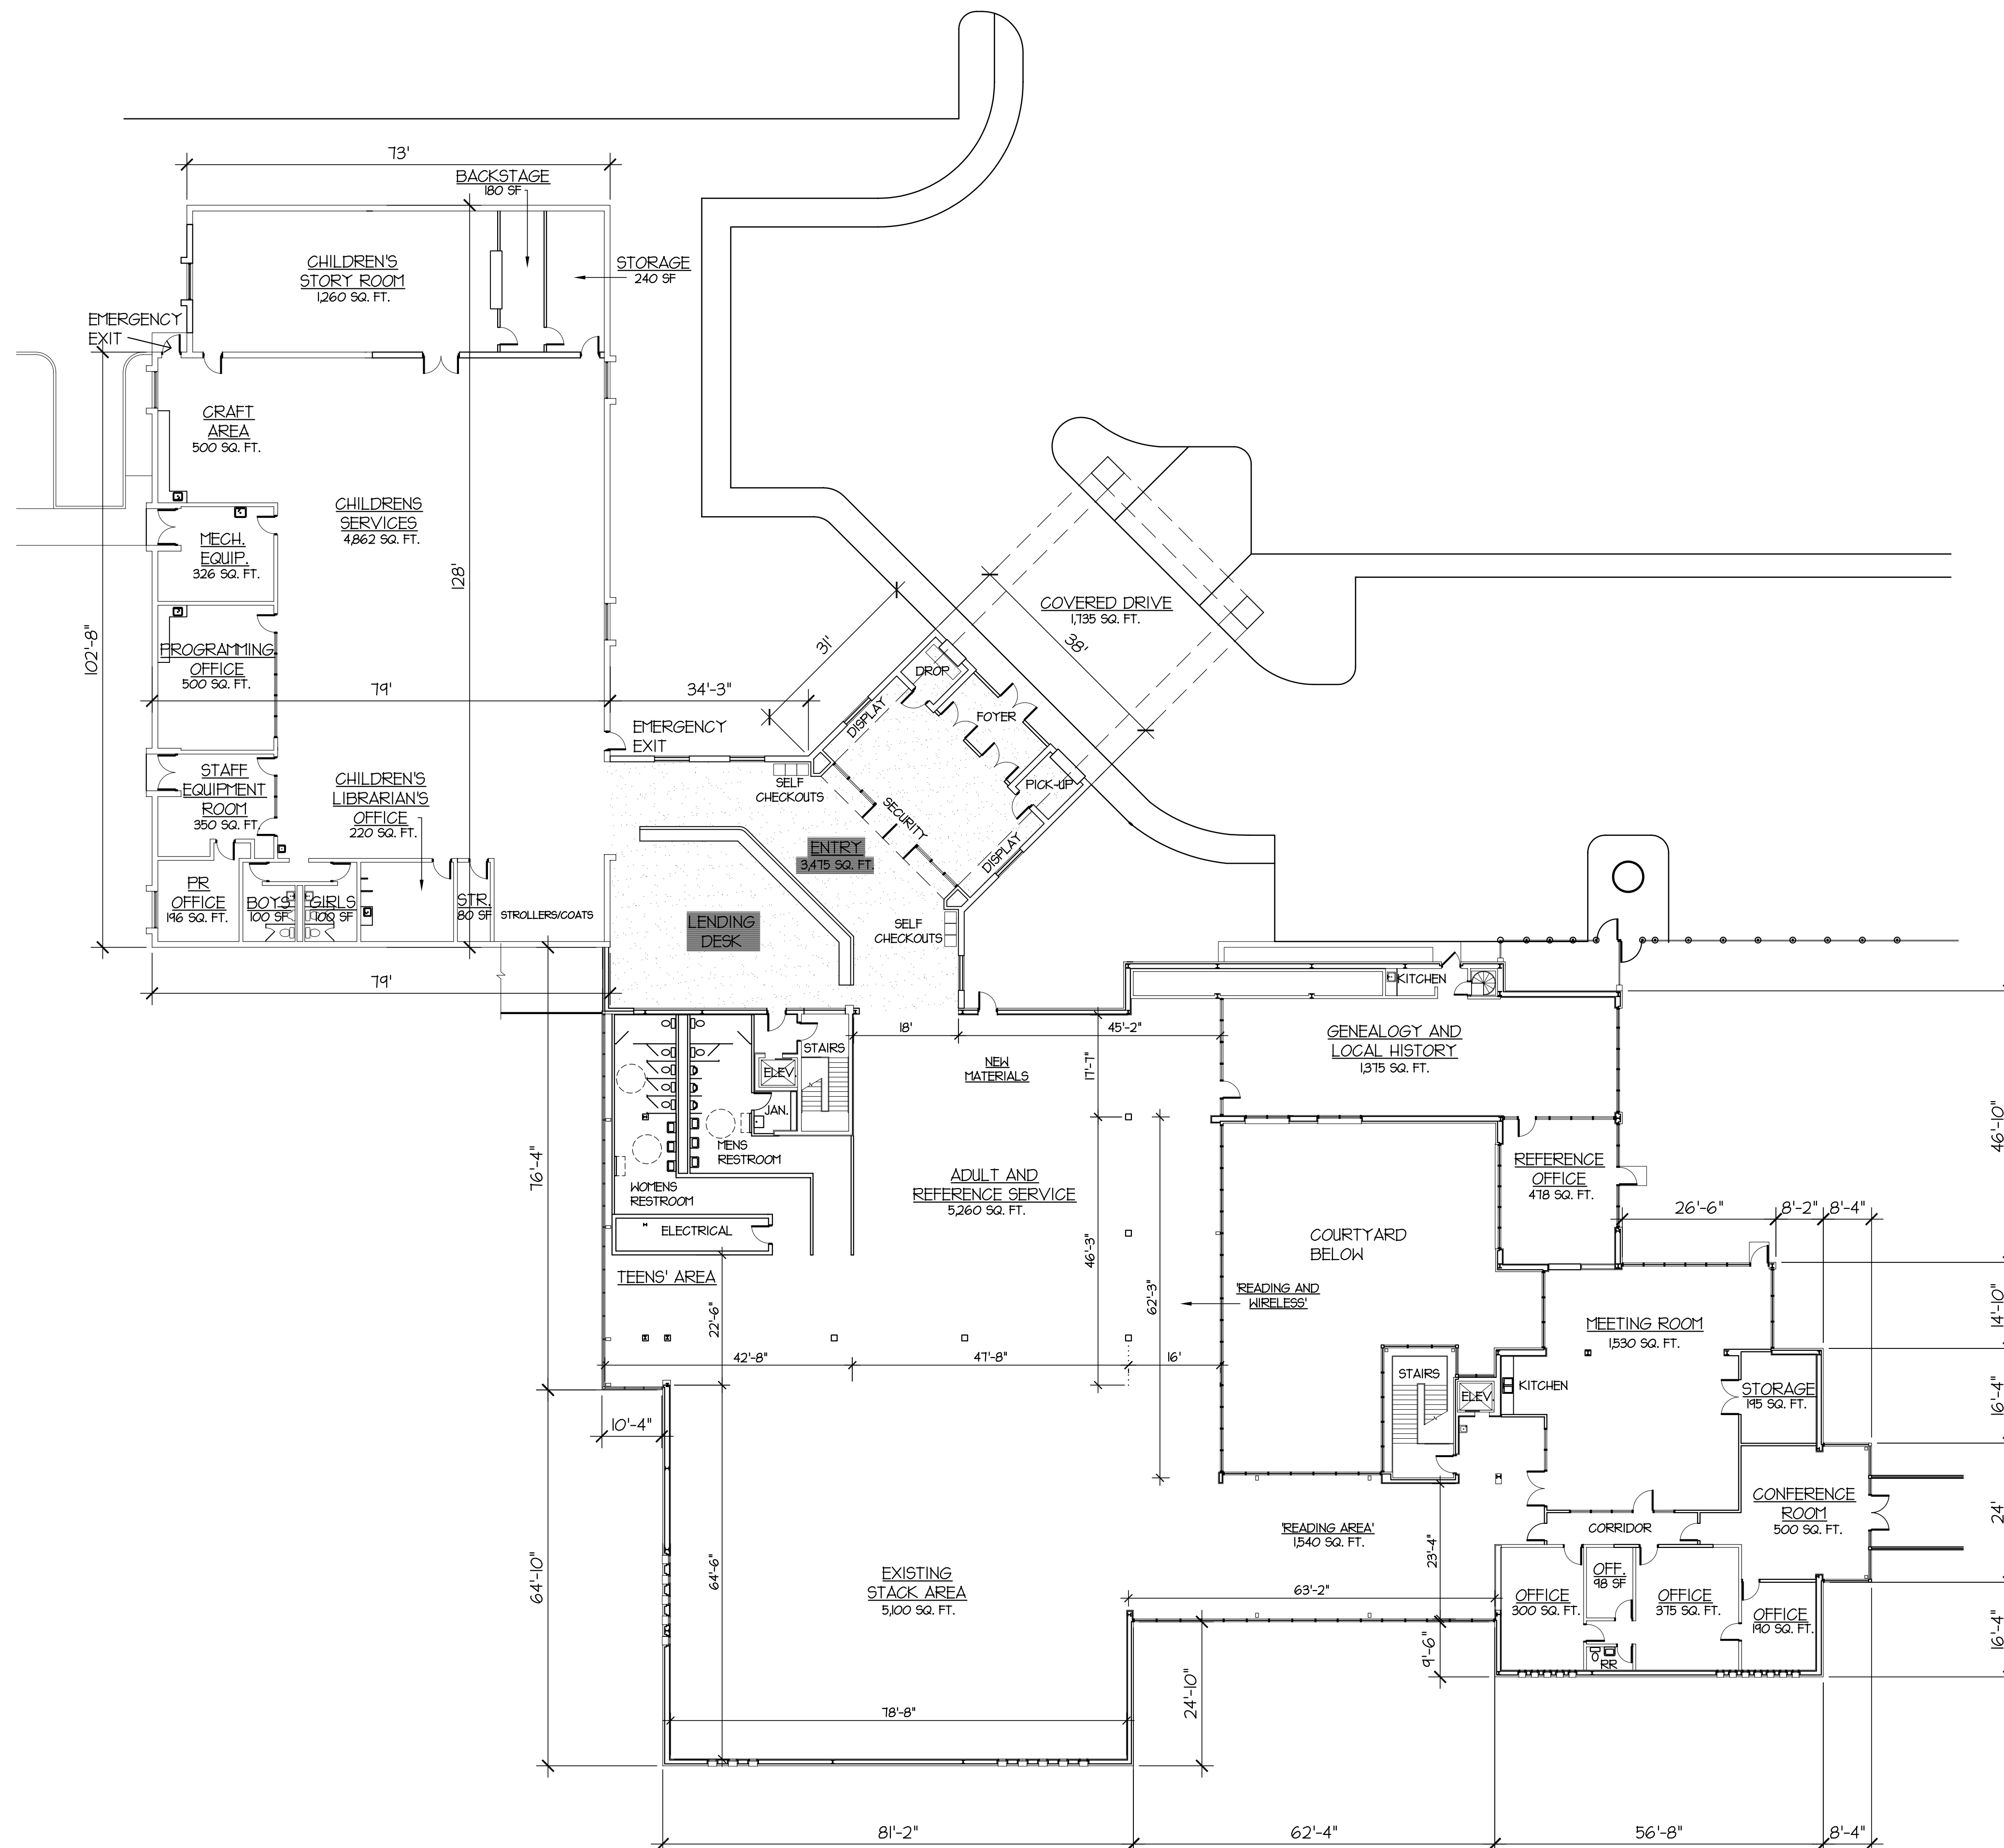 73'
BACKSTAGE
180 SF
CHILDREN'S
STORY ROOM
1,260 SQ. FT.
STORAGE
240 SF
EMERGENCY
EXIT
CRAFT
AREA
500 SQ. FT.
CHILDRENS
SERVICES
4,862 SQ. FT.
MECH.
EQUIP.
326 SQ. FT.
128'
102'-8"
PROGRAMMING
OFFICE
500 SQ. FT.
79'
34'-3"
31'
38'
COVERED DRIVE
1,735 SQ. FT.
DROP
DISPLAY
FOYER
EMERGENCY
EXIT
SELF
CHECKOUTS
PICK-UP
SECURITY
DISPLAY
STAFF
EQUIPMENT
ROOM
350 SQ. FT.
CHILDREN'S
LIBRARIAN'S
OFFICE
220 SQ. FT.
ENTRY
3,475 SQ. FT.
PR
OFFICE
196 SQ. FT.
BOYS
100 SF
GIRLS
100 SF
STR.
80 SF
STROLLERS/COATS
LENDING
DESK
SELF
CHECKOUTS
79'
KITCHEN
18'
45'-2"
STAIRS
ELEV.
JAN.
NEW
MATERIALS
17'-7"
GENEALOGY AND
LOCAL HISTORY
1,375 SQ. FT.
46'-10"
MENS
RESTROOM
WOMENS
RESTROOM
76'-4"
ADULT AND
REFERENCE SERVICE
5,260 SQ. FT.
REFERENCE
OFFICE
478 SQ. FT.
ELECTRICAL
46'-3"
COURTYARD
BELOW
26'-6"
8'-2"
8'-4"
TEENS' AREA
22'-6"
62'-3"
'READING AND
WIRELESS'
14'-10"
MEETING ROOM
1,530 SQ. FT.
42'-8"
47'-8"
16'
STAIRS
ELEV.
KITCHEN
STORAGE
195 SQ. FT.
16'-4"
10'-4"
CONFERENCE
ROOM
500 SQ. FT.
24'
CORRIDOR
'READING AREA'
1,540 SQ. FT.
23'-4"
64'-10"
64'-6"
EXISTING
STACK AREA
5,100 SQ. FT.
63'-2"
OFFICE
300 SQ. FT.
OFF.
98 SF
OFFICE
375 SQ. FT.
OFFICE
190 SQ. FT.
16'-4"
9'-6"
RR
24'-10"
78'-8"
81'-2"
62'-4"
56'-8"
8'-4"